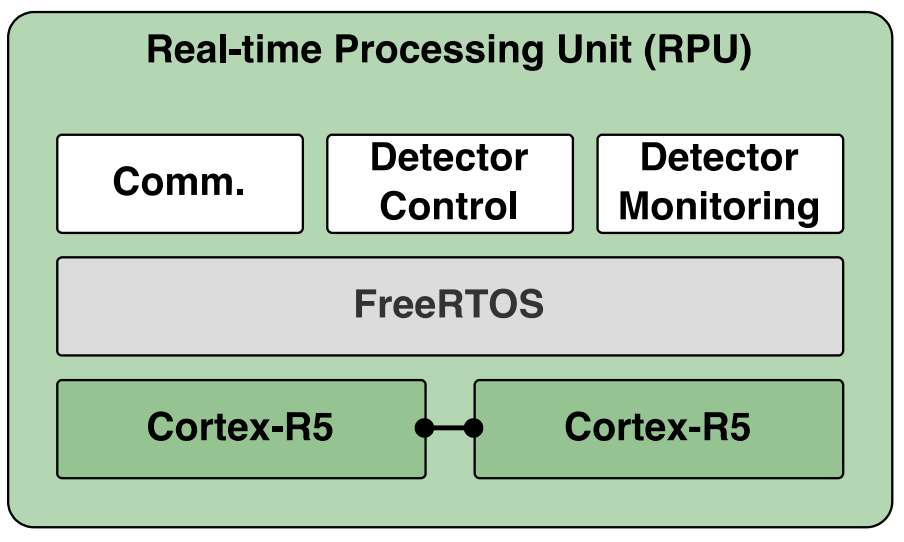 Real-time Processing Unit (RPU)
Comm.
Detector
Control
Detector
Monitoring
FreeRTOS
Cortex-R5
Cortex-R5